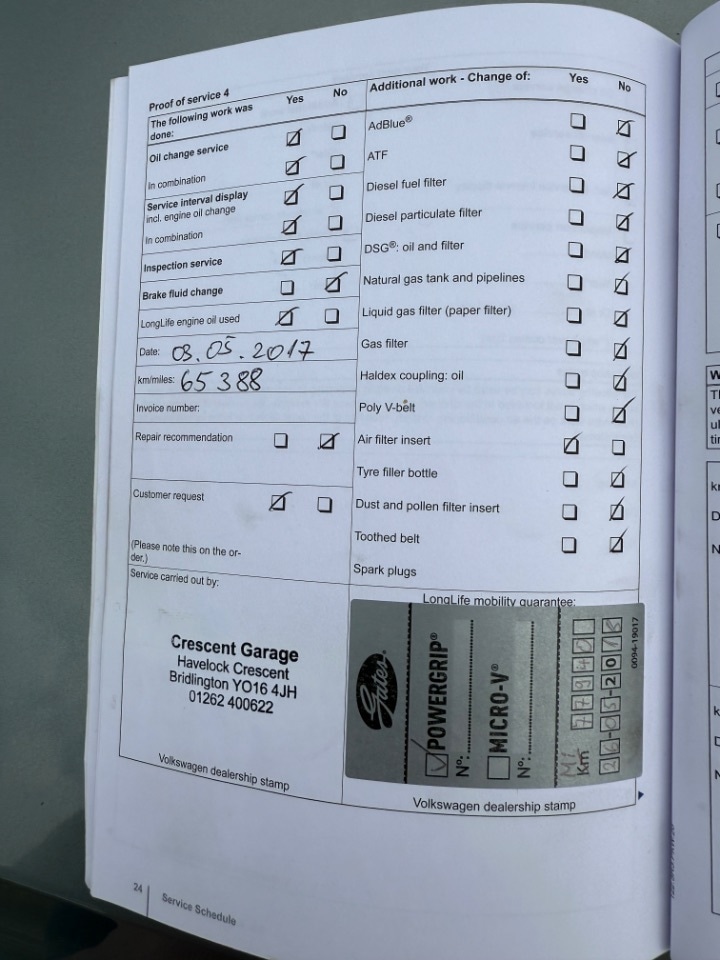 Proof of service 4
Yes No
The following work was
done:
Oil change service
In combination
Service interval display
incl. engine oil change
In combination
Inspection service
Brake fluid change
LongLife engine oil used
Date: 03.05.2017
km/miles: 65388
Invoice number:
Repair recommendation
Customer request
(Please note this on the or-
der.)
Service carried out by:
Crescent Garage
Havelock Crescent
Bridlington YO16 4JH
01262 400622
Volkswagen dealership stamp
Additional work - Change of: Yes No
AdBlue®
ATF
Diesel fuel filter
Diesel particulate filter
DSG®: oil and filter
Natural gas tank and pipelines
Liquid gas filter (paper filter)
Gas filter
Haldex coupling: oil
Poly V-belt
Air filter insert
Tyre filler bottle
Dust and pollen filter insert
Toothed belt
Spark plugs
LongLife mobility guarantee:
Gates
POWERGRIP®
Nº:
MICRO-V®
Nº:
MI
Km 77940
-05-20
0094-19017
Volkswagen dealership stamp
24 Service Schedule